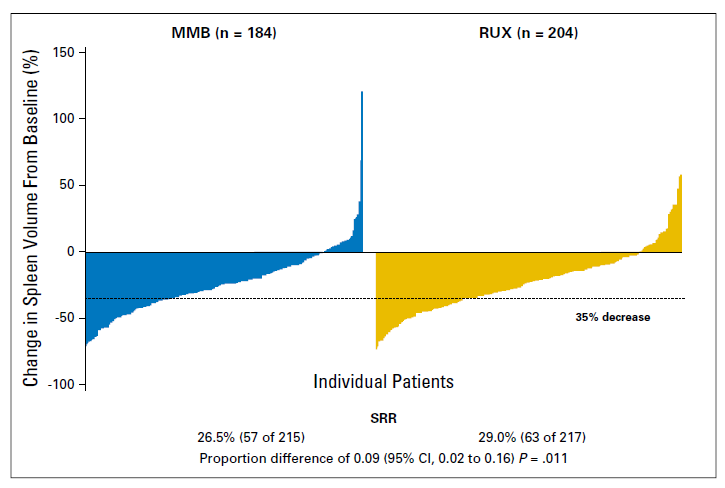 MMB (n = 184)
RUX (n = 204)
Change in Spleen Volume From Baseline (%)
150
100
50
0
-50
-100
35% decrease
Individual Patients
SRR
26.5% (57 of 215)
29.0% (63 of 217)
Proportion difference of 0.09 (95% CI, 0.02 to 0.16) P = .011